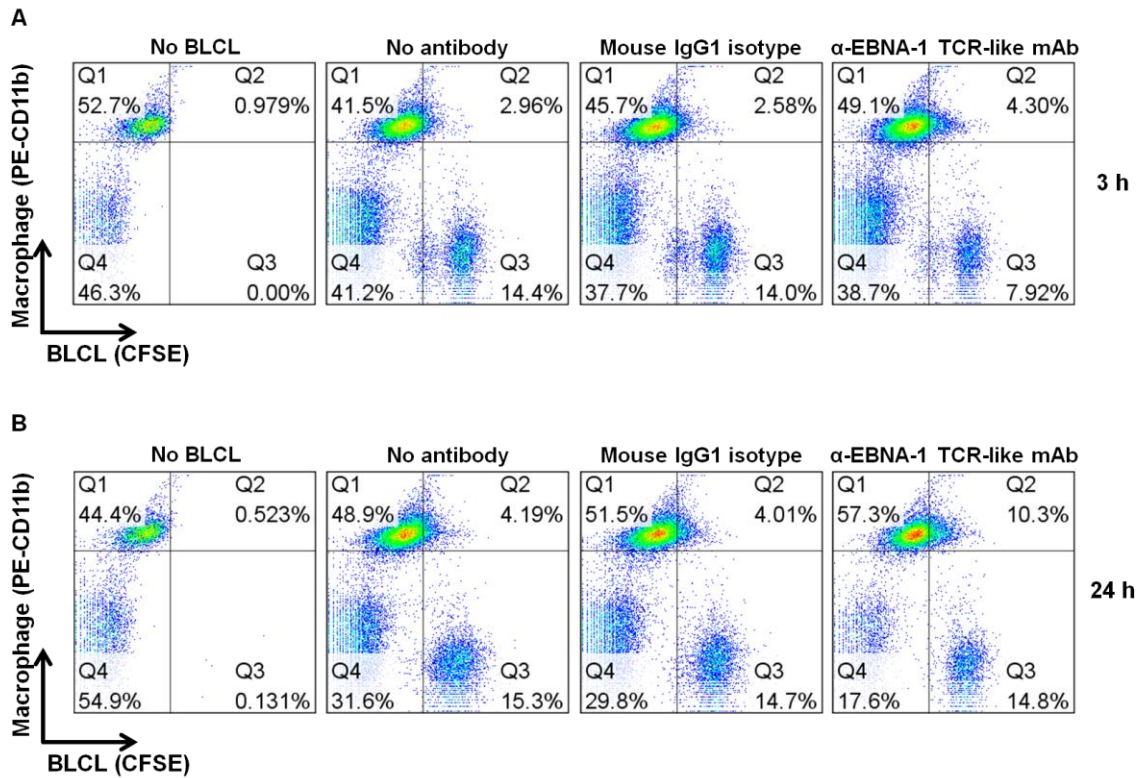 A
No BLCL
No antibody
Mouse IgG1 isotype
α-EBNA-1 TCR-like mAb
Macrophage (PE-CD11b)
Q1 Q2
52.7% 0.979%
Q4 Q3
46.3% 0.00%
Q1 Q2
41.5% 2.96%
Q4 Q3
41.2% 14.4%
Q1 Q2
45.7% 2.58%
Q4 Q3
37.7% 14.0%
Q1 Q2
49.1% 4.30%
Q4 Q3
38.7% 7.92%
3 h
BLCL (CFSE)
B
No BLCL
No antibody
Mouse IgG1 isotype
α-EBNA-1 TCR-like mAb
Macrophage (PE-CD11b)
Q1 Q2
44.4% 0.523%
Q4 Q3
54.9% 0.131%
Q1 Q2
48.9% 4.19%
Q4 Q3
31.6% 15.3%
Q1 Q2
51.5% 4.01%
Q4 Q3
29.8% 14.7%
Q1 Q2
57.3% 10.3%
Q4 Q3
17.6% 14.8%
24 h
BLCL (CFSE)